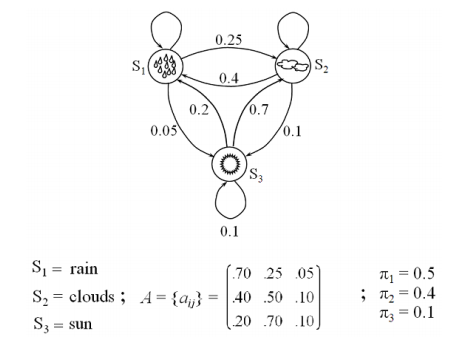 0.25
S1
S2
0.4
0.2
0.7
0.05
0.1
S3
0.1
S1 = rain
S2 = clouds ; A = {aij} =
S3 = sun
.70 .25 .05
.40 .50 .10
.20 .70 .10
; π1 = 0.5
π2 = 0.4
π3 = 0.1